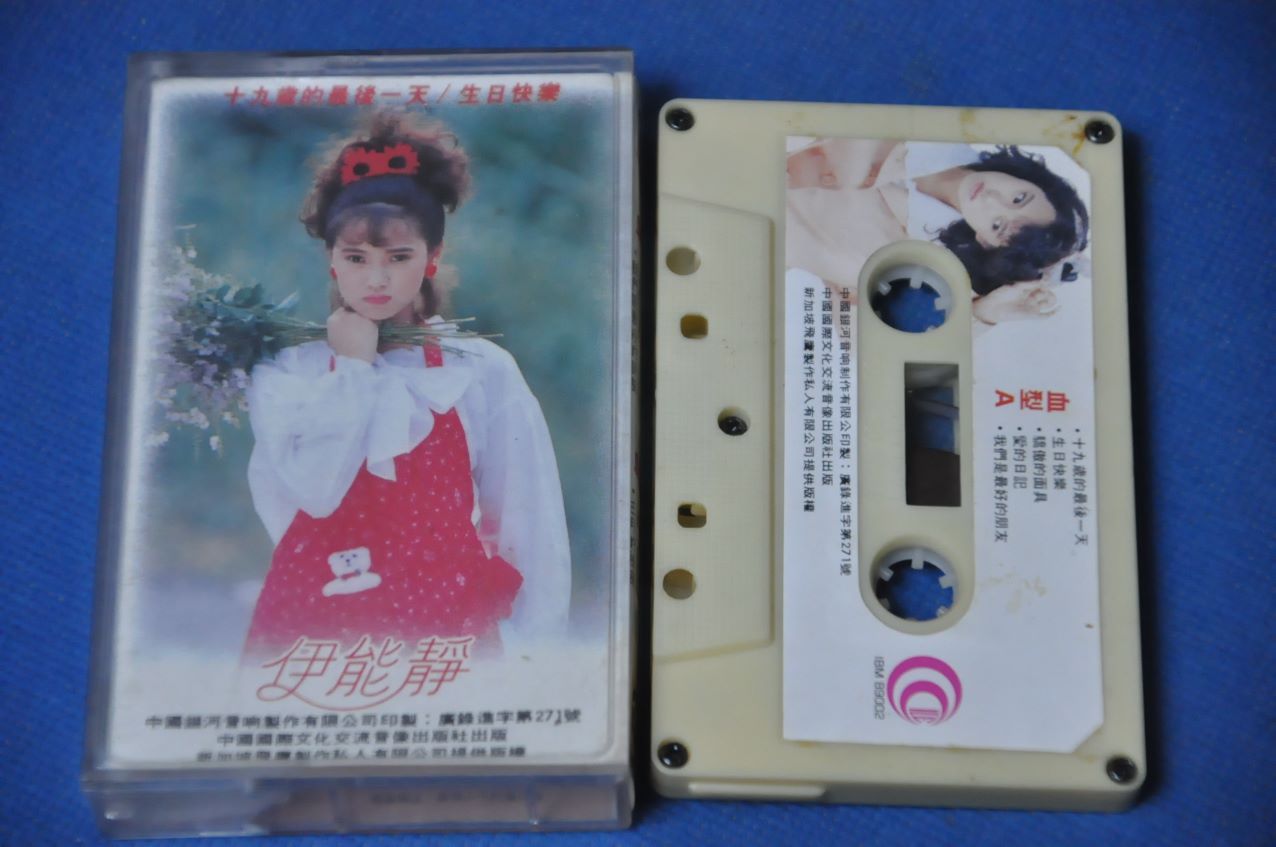 十九歲的最後一天/生日快樂
伊能靜
中國銀河音响製作有限公司印製：廣錄進字第271號
中國國際文化交流音像出版社出版
新加坡飛鷹製作私人有限公司提供版權
血型
A
•十九歲的最後一天
•生日快樂
•驕傲的面具
•愛的日記
•我們是最好的朋友
中國銀河音响制作有限公印製：廣錄進字第271號
中國國際文化交流音像出版社出版
新加坡飛鷹製作私人有限公司提供版權
IBM 89002